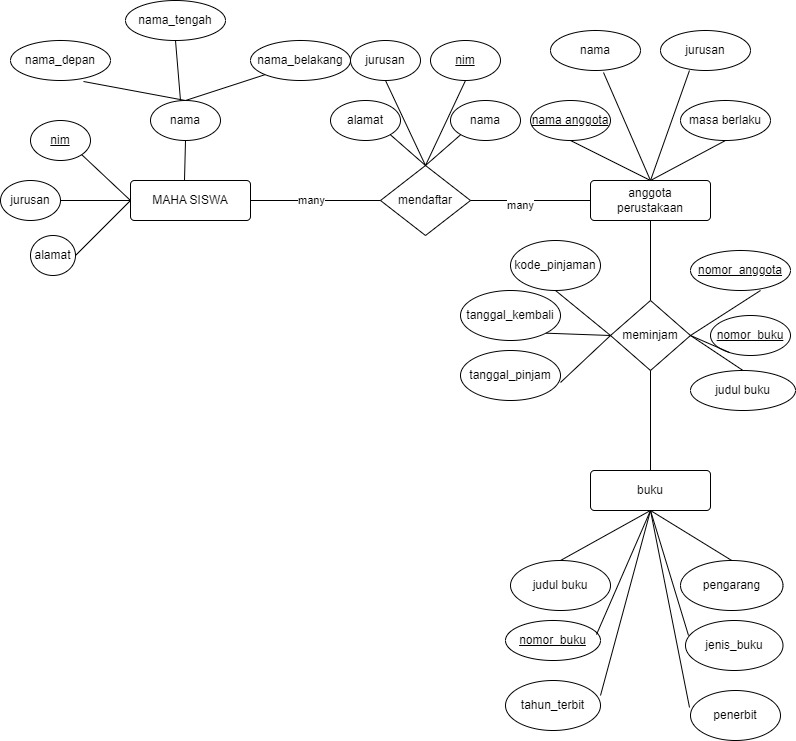 nama_tengah
nama_depan
nama_belakang
nama
nim
jurusan
alamat
MAHA SISWA
many
jurusan
nim
alamat
nama
mendaftar
many
nama
jurusan
nama anggota
masa berlaku
anggota
perustakaan
kode_pinjaman
tanggal_kembali
tanggal_pinjam
meminjam
nomor_anggota
nomor_buku
judul buku
buku
judul buku
nomor_buku
tahun_terbit
pengarang
jenis_buku
penerbit